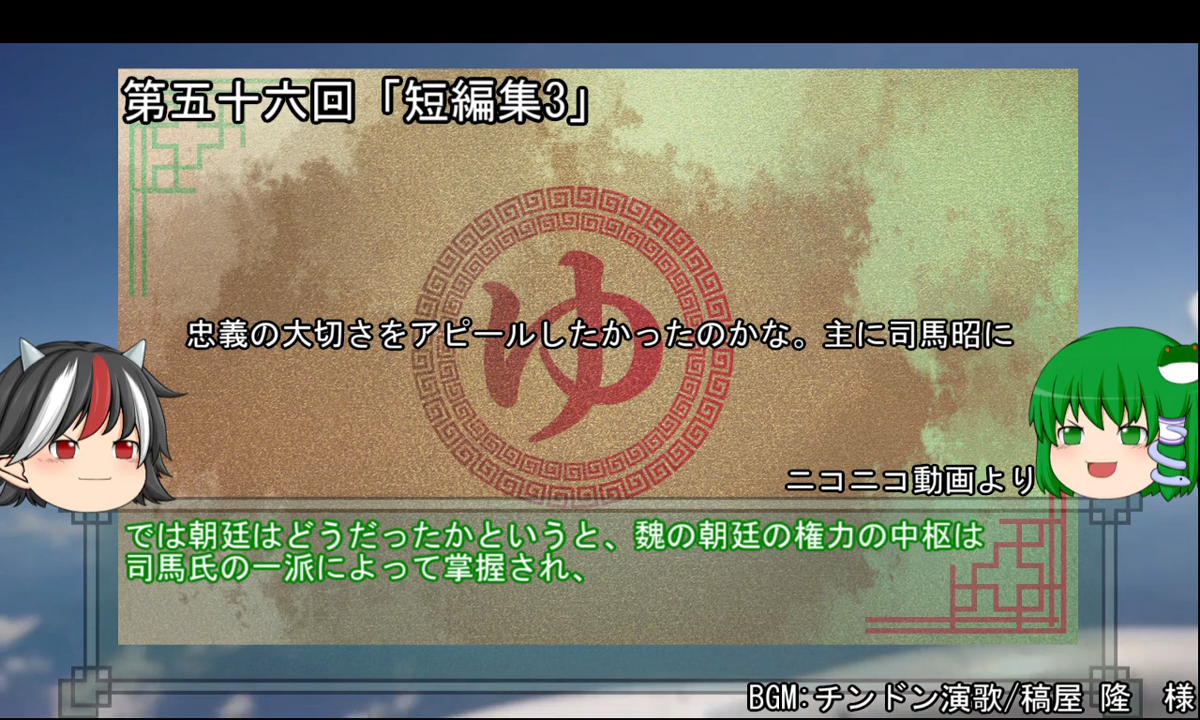 第五十六回「短編集3」
忠義の大切さをアピールしたかったのかな。主に司馬昭に
ゆ
ニコニコ動画より
では朝廷はどうだったかというと、魏の朝廷の権力の中枢は
司馬氏の一派によって掌握され、
BGM:チンドン演歌/稿屋 隆 様